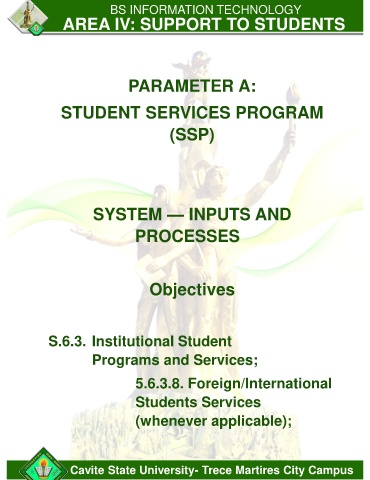 BS INFORMATION TECHNOLOGY
AREA IV: SUPPORT TO STUDENTS
PARAMETER A:
STUDENT SERVICES PROGRAM
(SSP)
SYSTEM — INPUTS AND
PROCESSES
Objectives
S.6.3. Institutional Student
Programs and Services;
5.6.3.8. Foreign/International
Students Services
(whenever applicable);
Cavite State University- Trece Martires City Campus